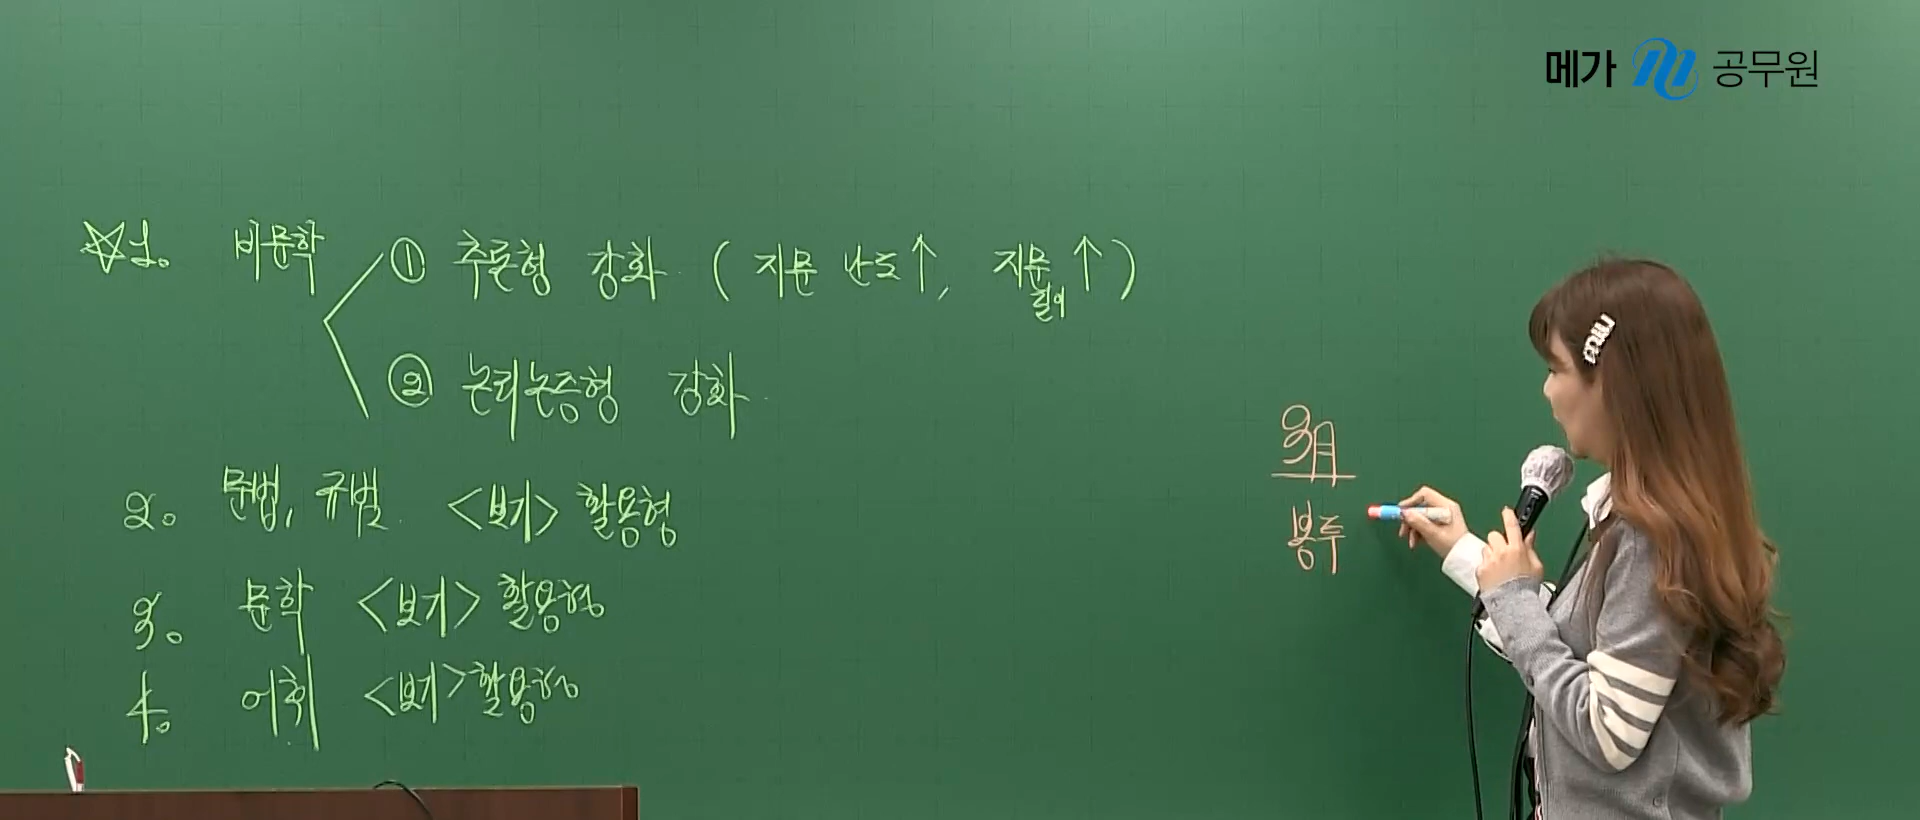 메가 공무원
☆1. 비문학 ① 추론형 강화 (지문 난도↑, 지문길이↑)
② 논리논증형 강화
2. 문법, 규범 <보기> 활용형
3. 문학 <보기> 활용형
4. 어휘 <보기> 활용형
3月
봉투